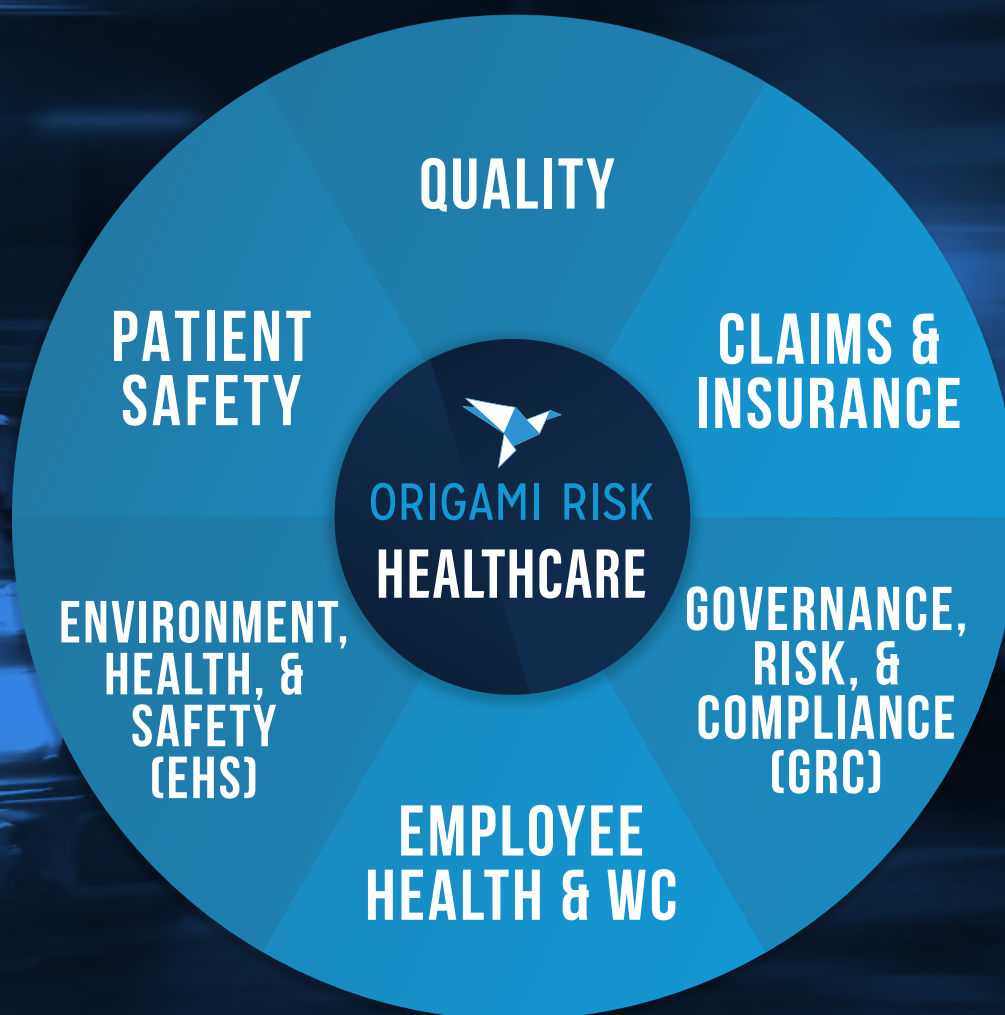 QUALITY
CLAIMS &
INSURANCE
GOVERNANCE,
RISK, &
COMPLIANCE
(GRC)
EMPLOYEE
HEALTH & WC
ENVIRONMENT,
HEALTH, &
SAFETY
(EHS)
PATIENT
SAFETY
ORIGAMI RISK
HEALTHCARE